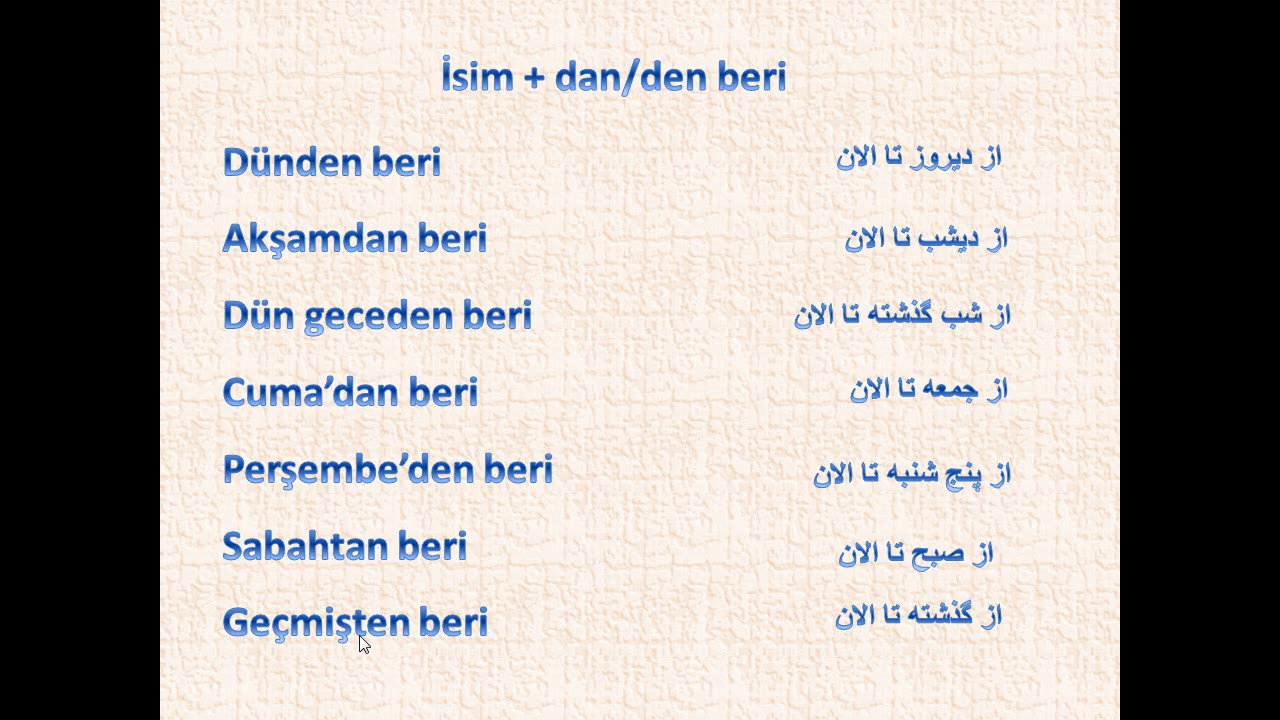 İsim + dan/den beri
Dünden beri از دیروز تا الان
Akşamdan beri از دیشب تا الان
Dün geceden beri از شب گذشته تا الان
Cuma’dan beri از جمعه تا الان
Perşembe’den beri از پنج شنبه تا الان
Sabahtan beri از صبح تا الان
Geçmişten beri از گذشته تا الان